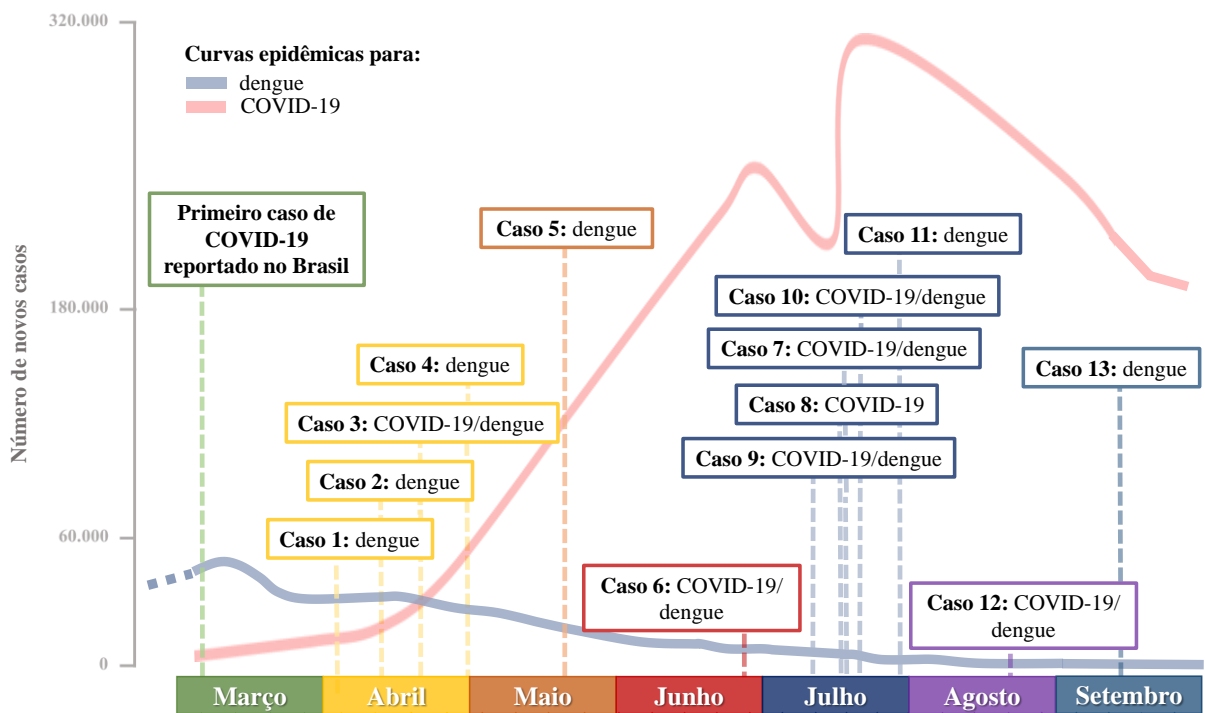 320.000
Curvas epidêmicas para:
dengue
COVID-19
Primeiro caso de
COVID-19
reportado no Brasil
Caso 5: dengue
Caso 11: dengue
Número de novos casos
Caso 10: COVID-19/dengue
180.000
Caso 7: COVID-19/dengue
Caso 4: dengue
Caso 13: dengue
Caso 8: COVID-19
Caso 3: COVID-19/dengue
Caso 9: COVID-19/dengue
Caso 2: dengue
60.000
Caso 1: dengue
Caso 6: COVID-19/
dengue
Caso 12: COVID-19/
dengue
0
Março
Abril
Maio
Junho
Julho
Agosto
Setembro